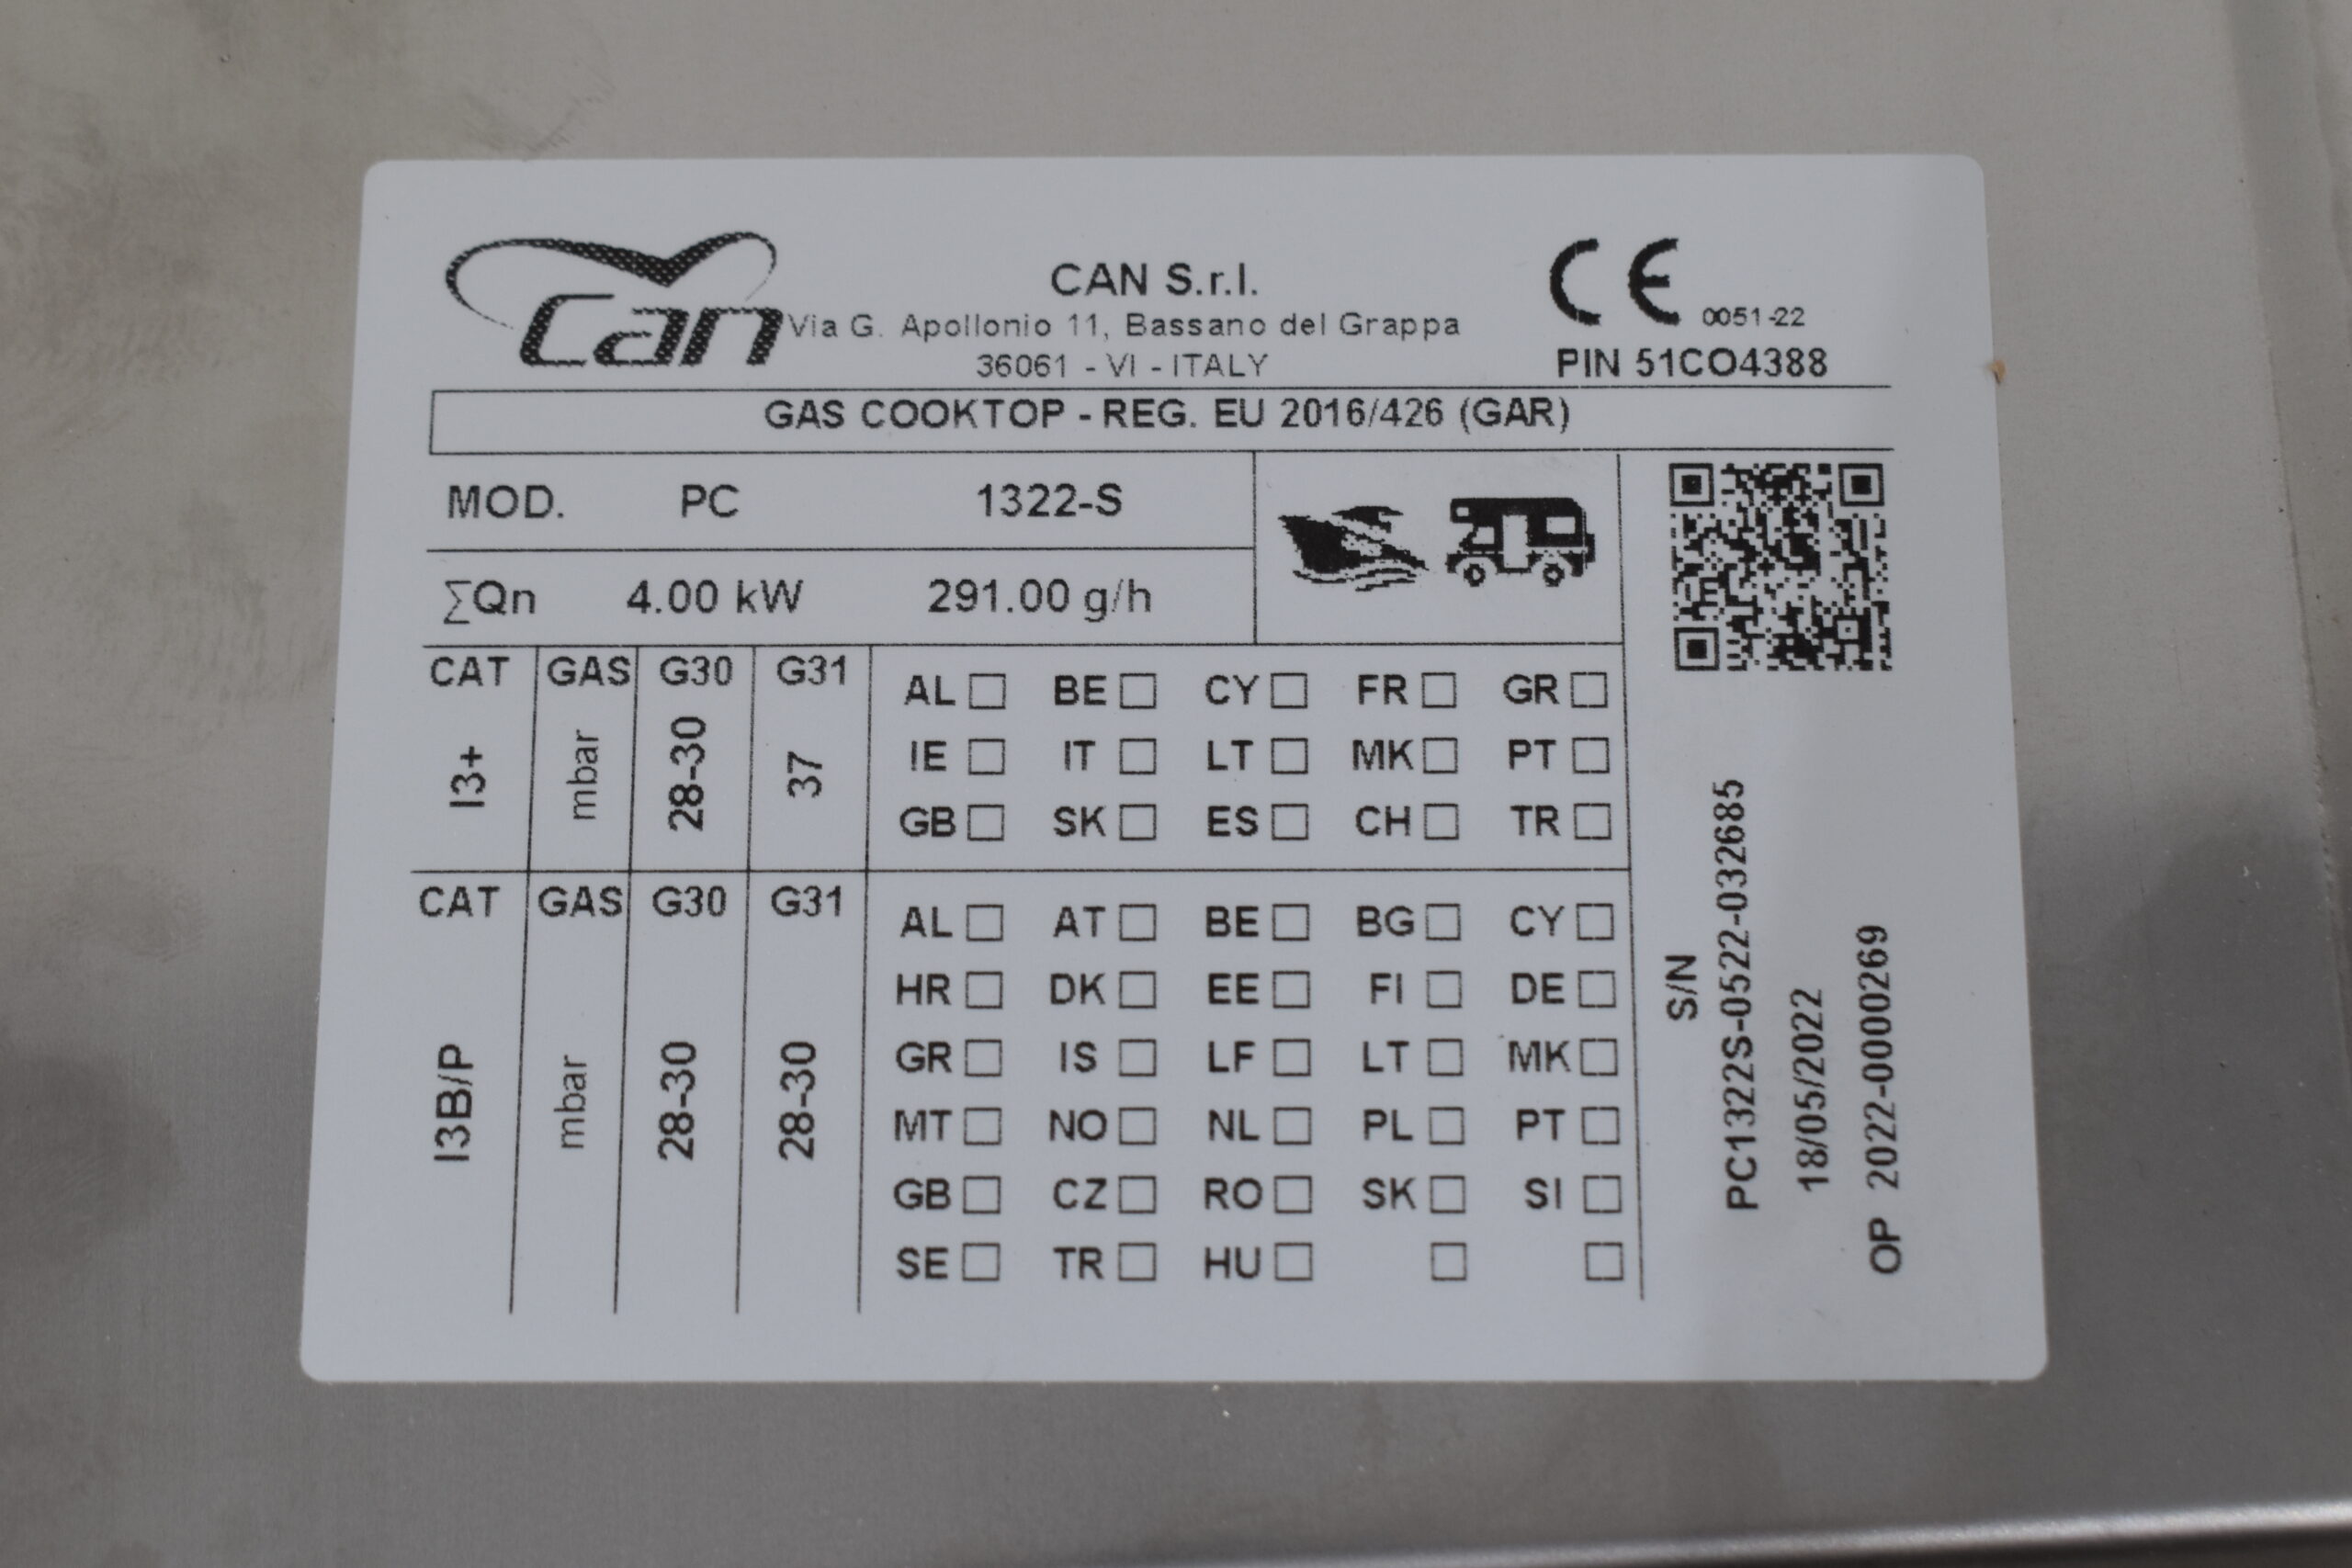 can
CAN S.r.l.
Via G. Apollonio 11, Bassano del Grappa
36061 - VI - ITALY
CE 0051-22
PIN 51CO4388
GAS COOKTOP - REG. EU 2016/426 (GAR)
MOD. PC 1322-S
∑Qn 4.00 kW 291.00 g/h
CAT GAS G30 G31
I3+ mbar 28-30 37
AL □ BE □ CY □ FR □ GR □
IE □ IT □ LT □ MK □ PT □
GB □ SK □ ES □ CH □ TR □
CAT GAS G30 G31
I3B/P mbar 28-30 28-30
AL □ AT □ BE □ BG □ CY □
HR □ DK □ EE □ FI □ DE □
GR □ IS □ LF □ LT □ MK □
MT □ NO □ NL □ PL □ PT □
GB □ CZ □ RO □ SK □ SI □
SE □ TR □ HU □ □ □
S/N
PC1322S-0522-032685
18/05/2022
OP 2022-0000269